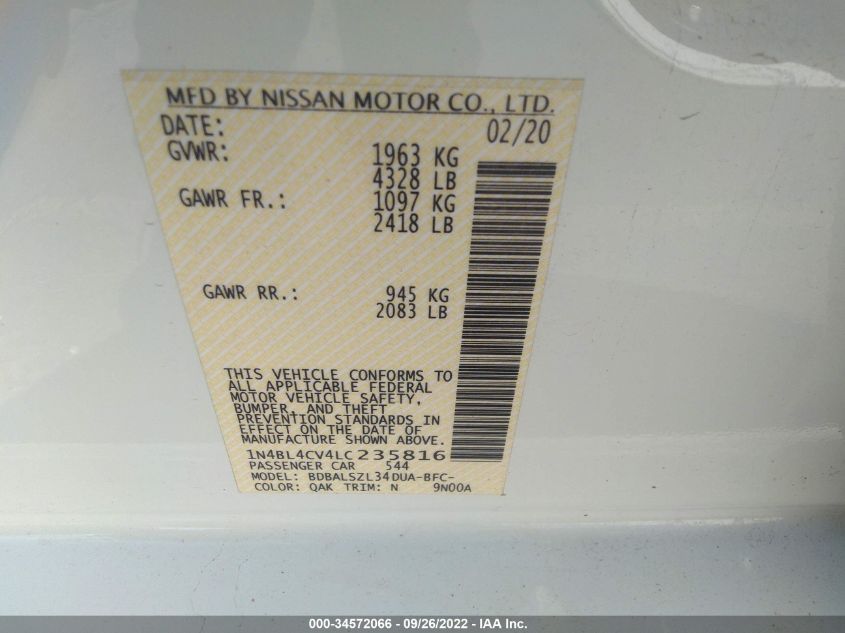 MFD BY NISSAN MOTOR CO., LTD.
DATE: 02/20
GVWR: 1963 KG
4328 LB
GAWR FR.: 1097 KG
2418 LB
GAWR RR.: 945 KG
2083 LB
THIS VEHICLE CONFORMS TO
ALL APPLICABLE FEDERAL
MOTOR VEHICLE SAFETY,
BUMPER, AND THEFT
PREVENTION STANDARDS IN
EFFECT ON THE DATE OF
MANUFACTURE SHOWN ABOVE.
1N4BL4CV4LC235816
PASSENGER CAR 544
MODEL: BDBALSZL34DUA-BFC-
COLOR: QAK TRIM: N 9N00A
000-34572066 - 09/26/2022 - IAA Inc.